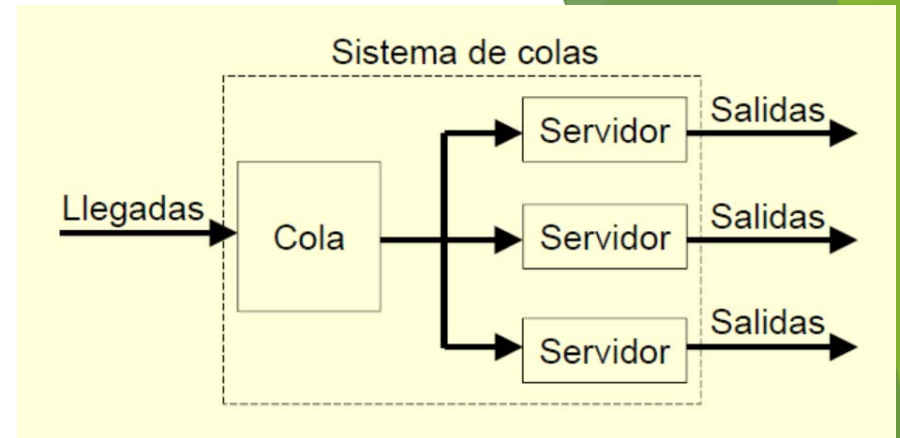 Sistema de colas
Servidor
Salidas
Llegadas
Cola
Servidor
Salidas
Servidor
Salidas